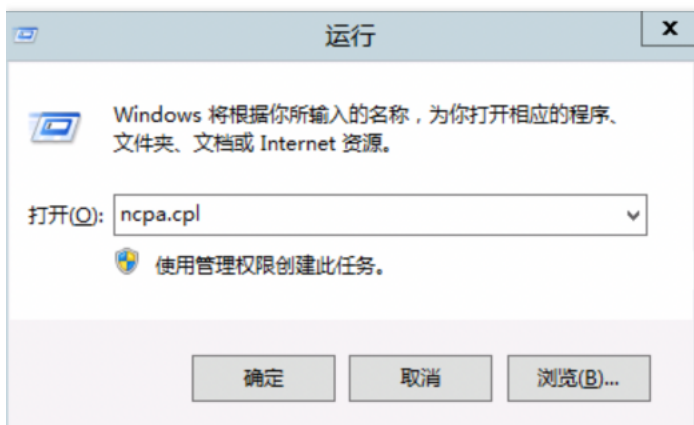 运行
x
Windows 将根据你所输入的名称，为你打开相应的程序、
文件夹、文档或 Internet 资源。
打开(O): ncpa.cpl
使用管理权限创建此任务。
确定 取消 浏览(B)...